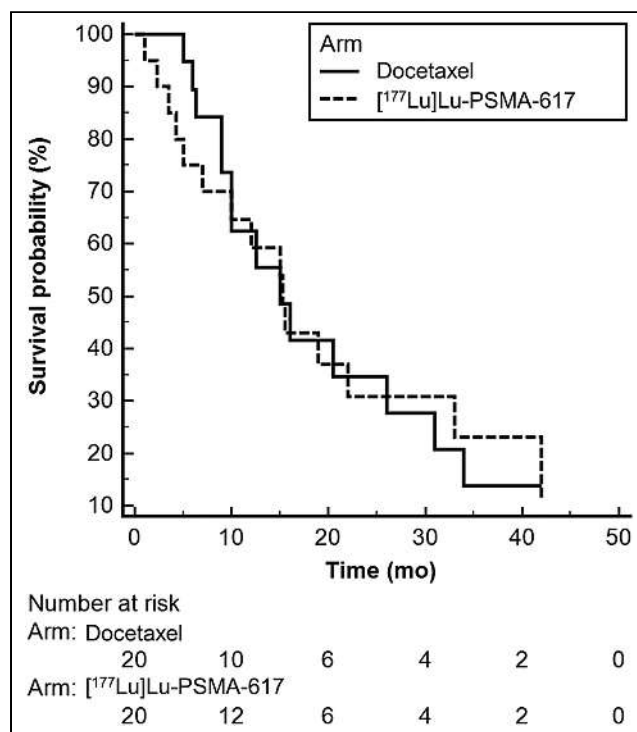 Arm
Docetaxel
[¹⁷⁷Lu]Lu-PSMA-617
Survival probability (%)
100
90
80
70
60
50
40
30
20
10
0 10 20 30 40 50
Time (mo)
Number at risk
Arm: Docetaxel
20 10 6 4 2 0
Arm: [¹⁷⁷Lu]Lu-PSMA-617
20 12 6 4 2 0